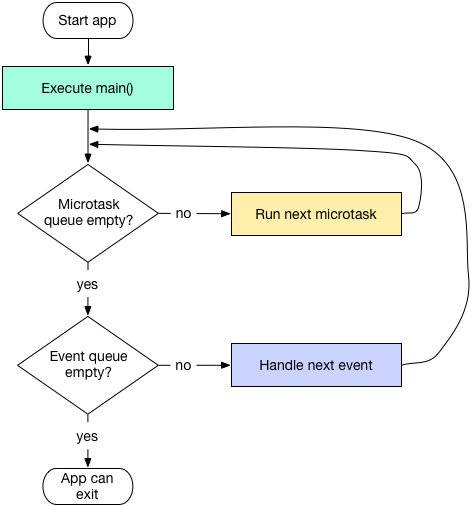 Start app
Execute main()
Microtask
queue empty?
no
Run next microtask
yes
Event queue
empty?
no
Handle next event
yes
App can
exit